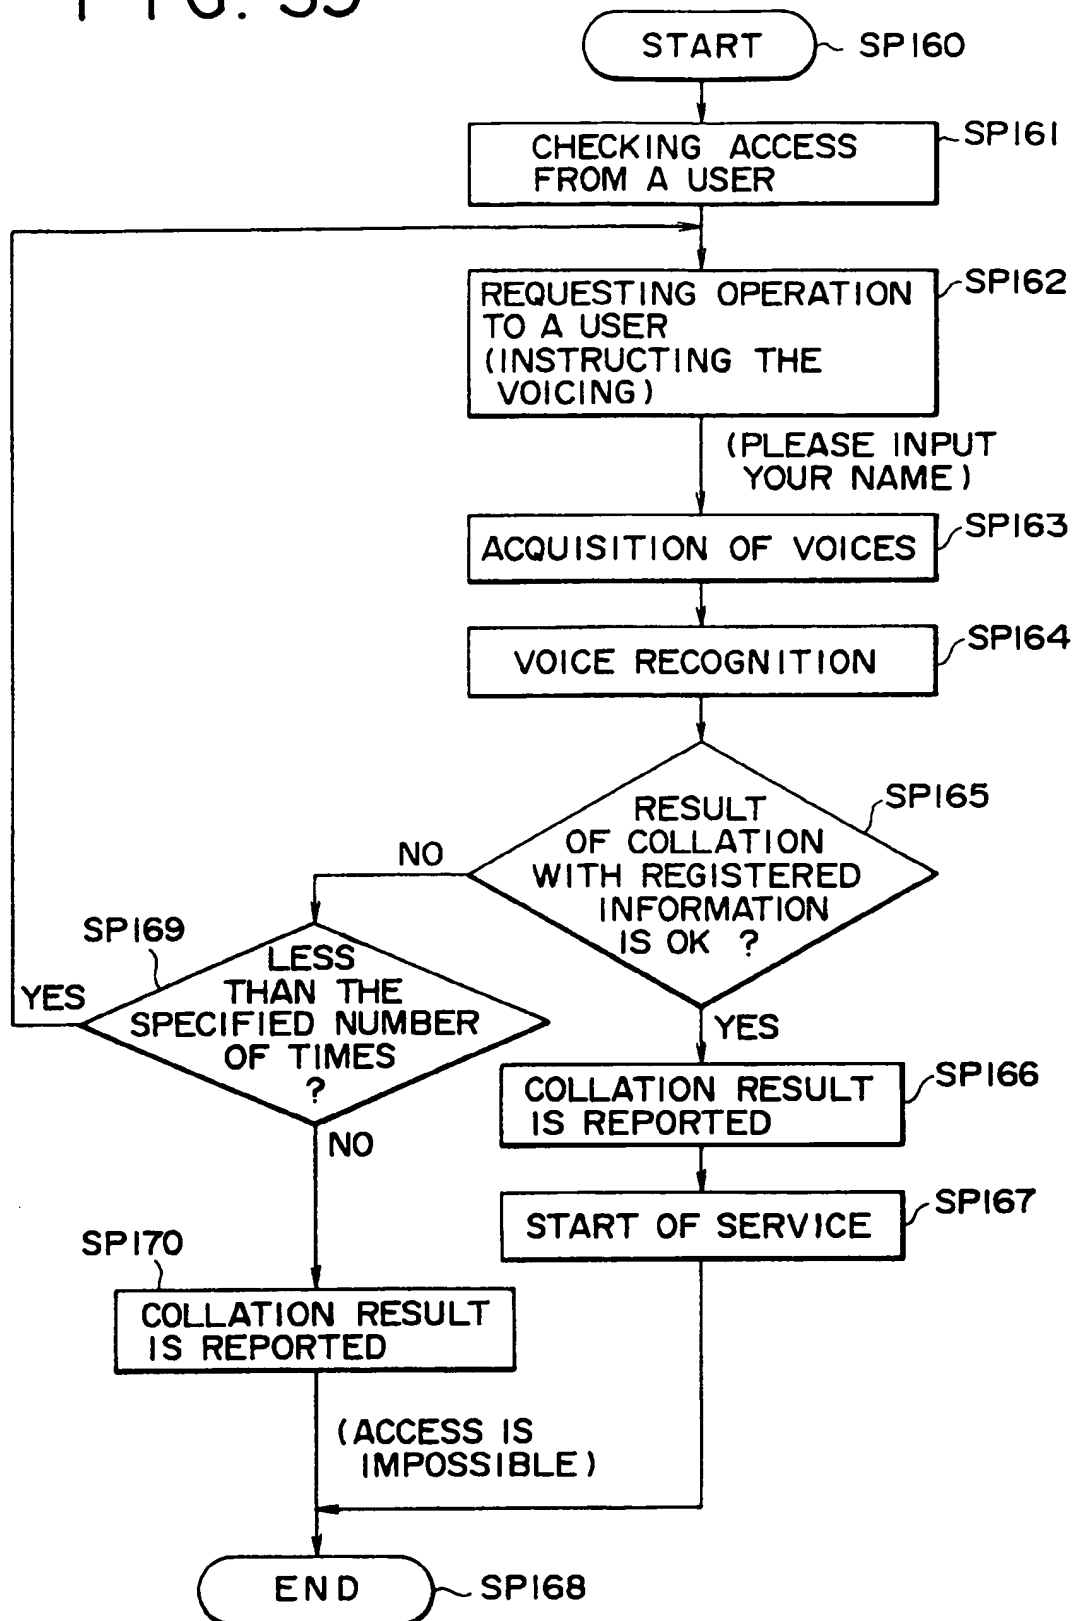 FIG. 35
START
SP160
CHECKING ACCESS
FROM A USER
SP161
REQUESTING OPERATION
TO A USER
(INSTRUCTING THE
VOICING)
SP162
(PLEASE INPUT
YOUR NAME)
ACQUISITION OF VOICES
SP163
VOICE RECOGNITION
SP164
RESULT
OF COLLATION
WITH REGISTERED
INFORMATION
IS OK ?
SP165
NO
SP169
LESS
THAN THE
SPECIFIED NUMBER
OF TIMES
?
YES
YES
COLLATION RESULT
IS REPORTED
SP166
NO
START OF SERVICE
SP167
SP170
COLLATION RESULT
IS REPORTED
(ACCESS IS
IMPOSSIBLE)
END
SP168